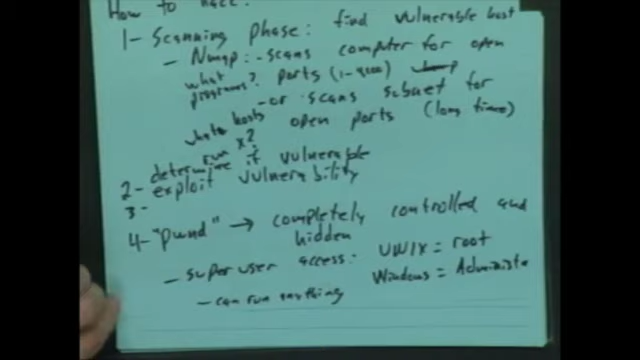 How to hack:
1- Scanning phase: find vulnerable host
- Nmap: - scans computer for open
what programs? ports (1-
- or scans subnet for
what hosts run x? open ports (long time)
2- determine if vulnerable
3- exploit vulnerability
4- "pwnd" → completely controlled and
hidden
- super user access: UNIX = root
- can run anything Windows = Administ